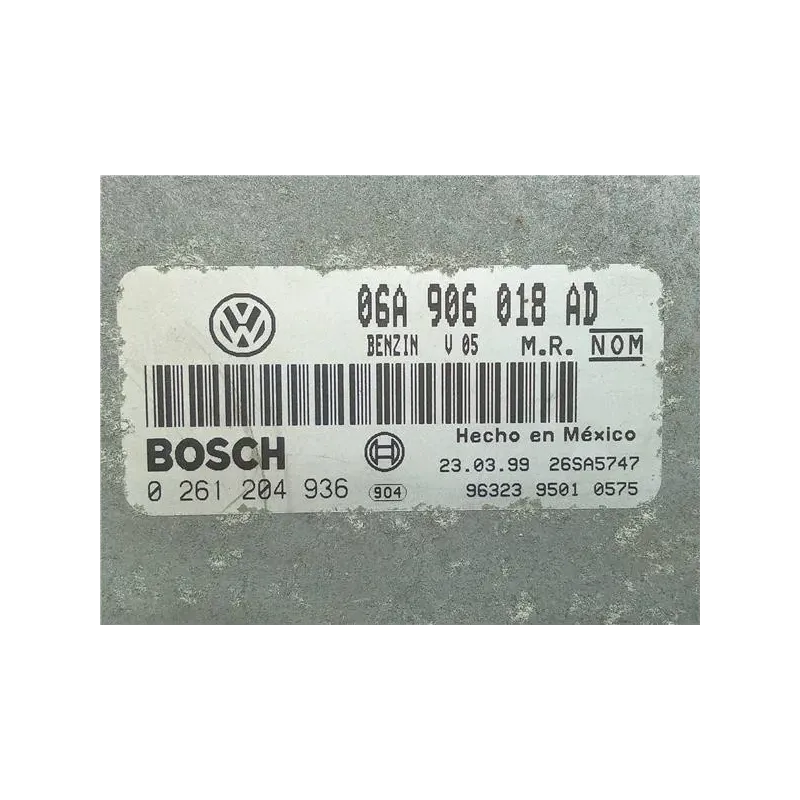 06A 906 018 AD
BENZIN V 05 M.R. NOM
Hecho en México
BOSCH
23.03.99 26SA5747
0 261 204 936 904 96323 9501 0575